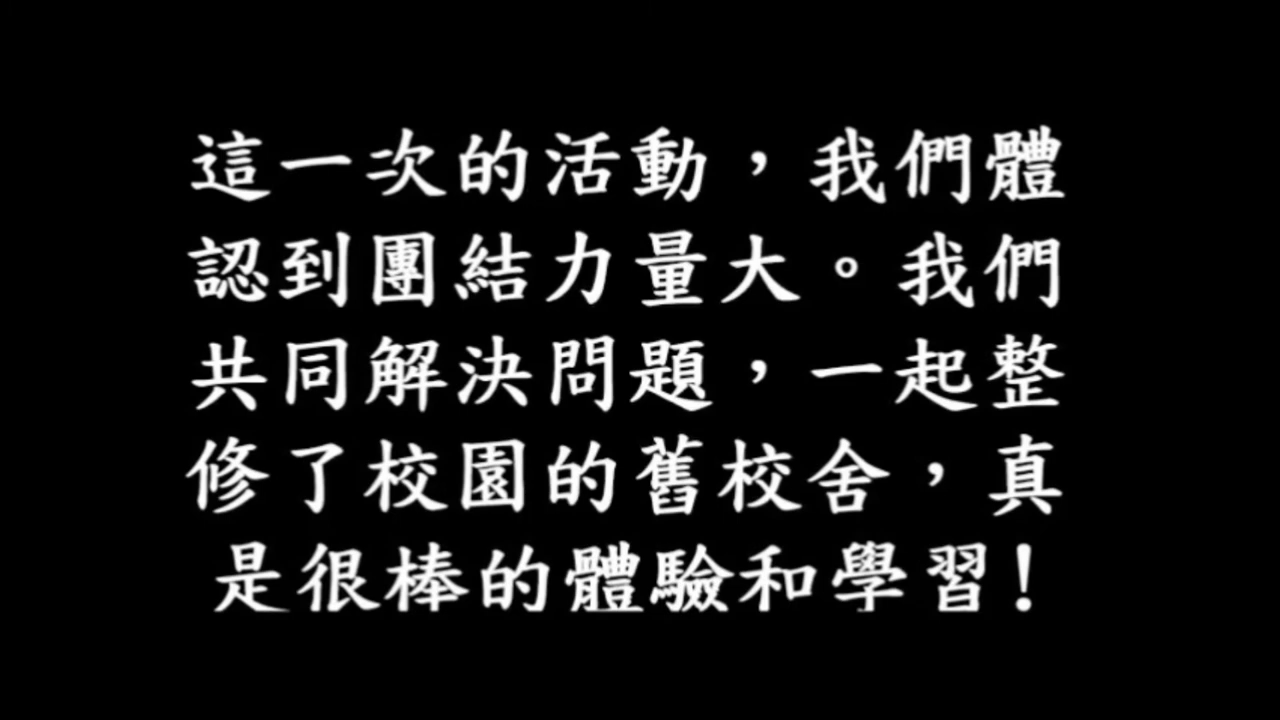 這一次的活動，我們體
認到團結力量大。我們
共同解決問題，一起整
修了校園的舊校舍，真
是很棒的體驗和學習!